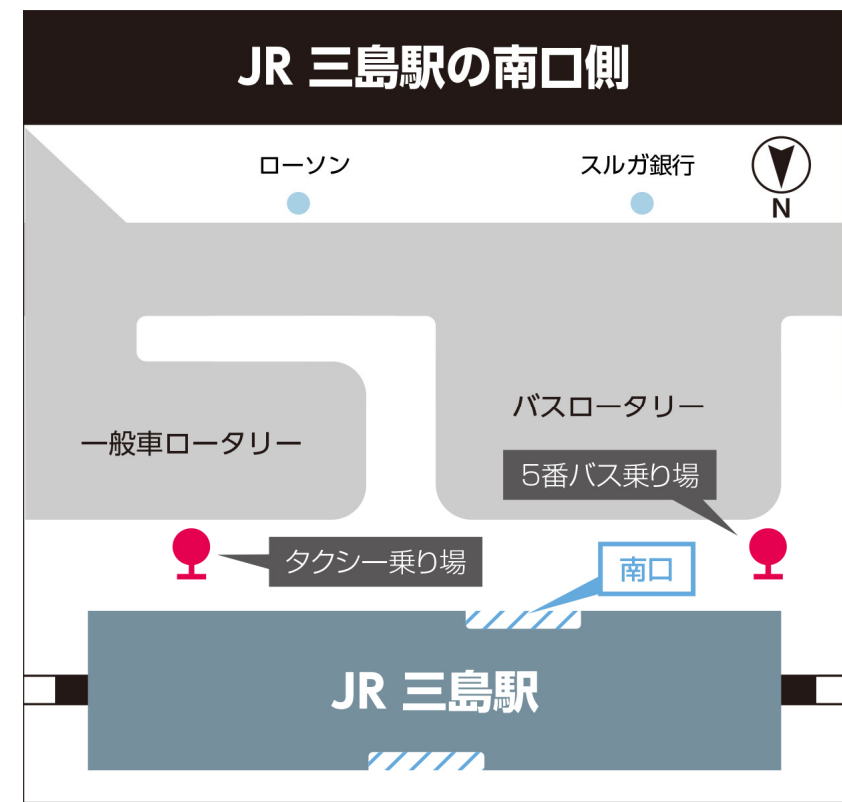 JR 三島駅の南口側
ローソン
スルガ銀行
N
バスロータリー
一般車ロータリー
5番バス乗り場
タクシー乗り場
南口
JR 三島駅